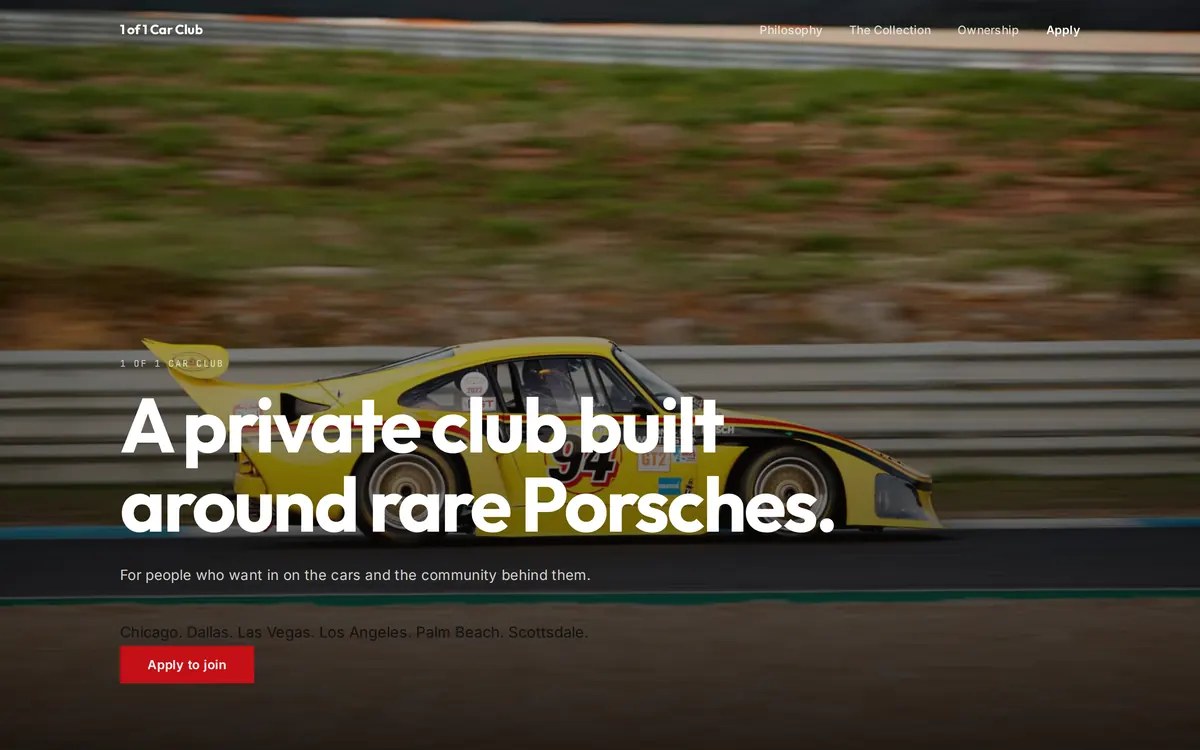 1 of 1 Car Club
Philosophy
The Collection
Ownership
Apply
1 OF 1 CAR CLUB
A private club built
around rare Porsches.
94
GT2
For people who want in on the cars and the community behind them.
Chicago. Dallas. Las Vegas. Los Angeles. Palm Beach. Scottsdale.
Apply to join